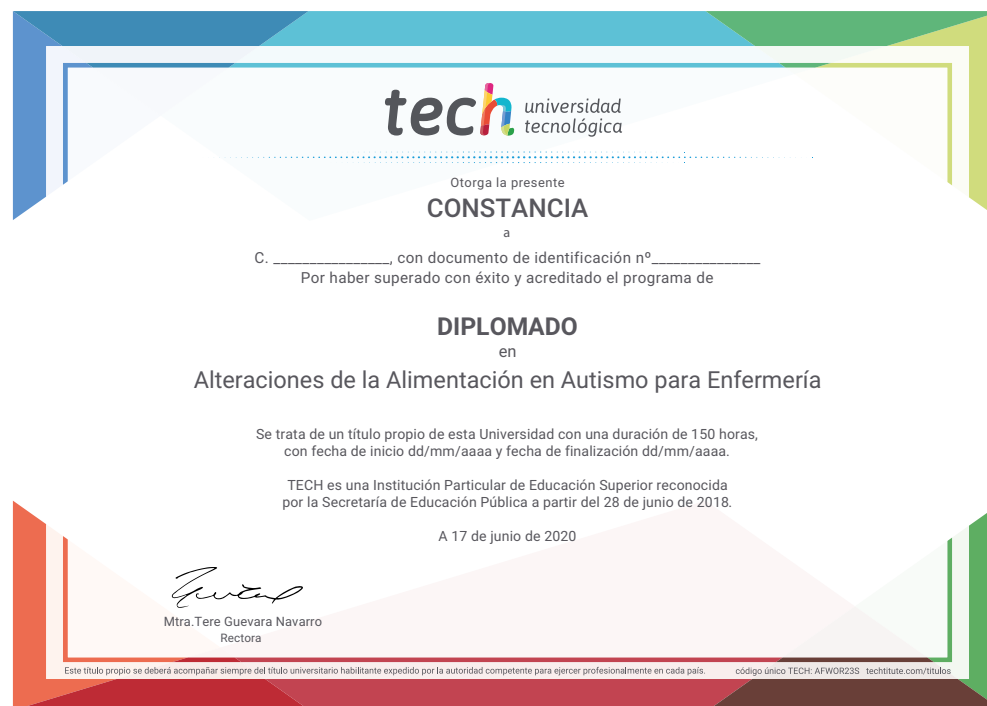 tech universidad
tecnológica
Otorga la presente
CONSTANCIA
a
C. ________________, con documento de identificación nº_______________
Por haber superado con éxito y acreditado el programa de
DIPLOMADO
en
Alteraciones de la Alimentación en Autismo para Enfermería
Se trata de un título propio de esta Universidad con una duración de 150 horas,
con fecha de inicio dd/mm/aaaa y fecha de finalización dd/mm/aaaa.
TECH es una Institución Particular de Educación Superior reconocida
por la Secretaría de Educación Pública a partir del 28 de junio de 2018.
A 17 de junio de 2020
Mtra.Tere Guevara Navarro
Rectora
Este título propio se deberá acompañar siempre del título universitario habilitante expedido por la autoridad competente para ejercer profesionalmente en cada país. código único TECH: AFWOR23S techtitute.com/titulos